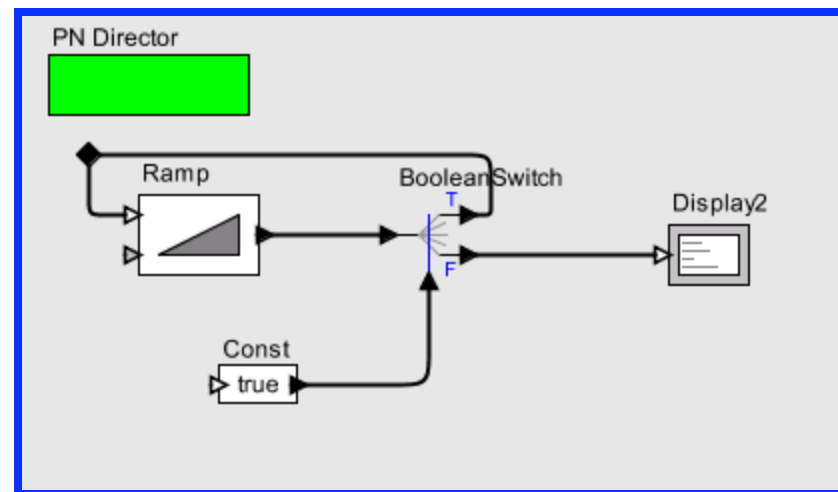 PN Director
Ramp
BooleanSwitch
T
Display2
F
Const
true